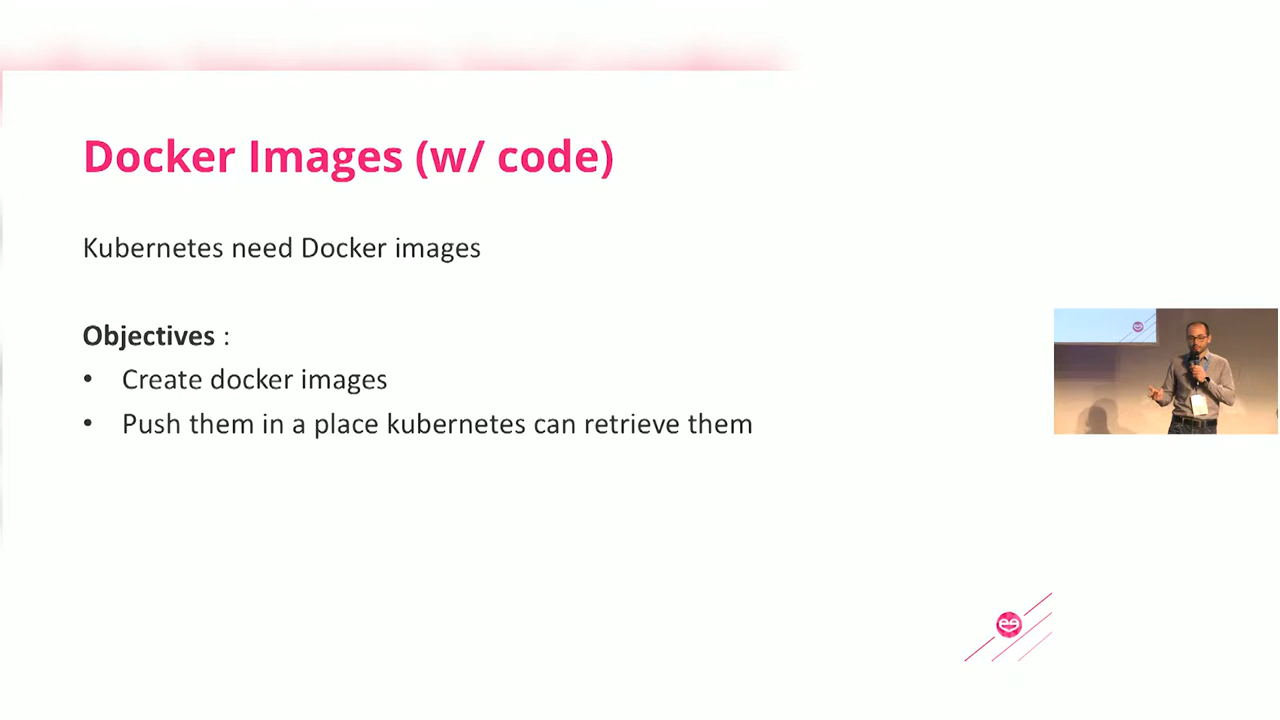 Docker Images (w/ code)
Kubernetes need Docker images
Objectives :
• Create docker images
• Push them in a place kubernetes can retrieve them